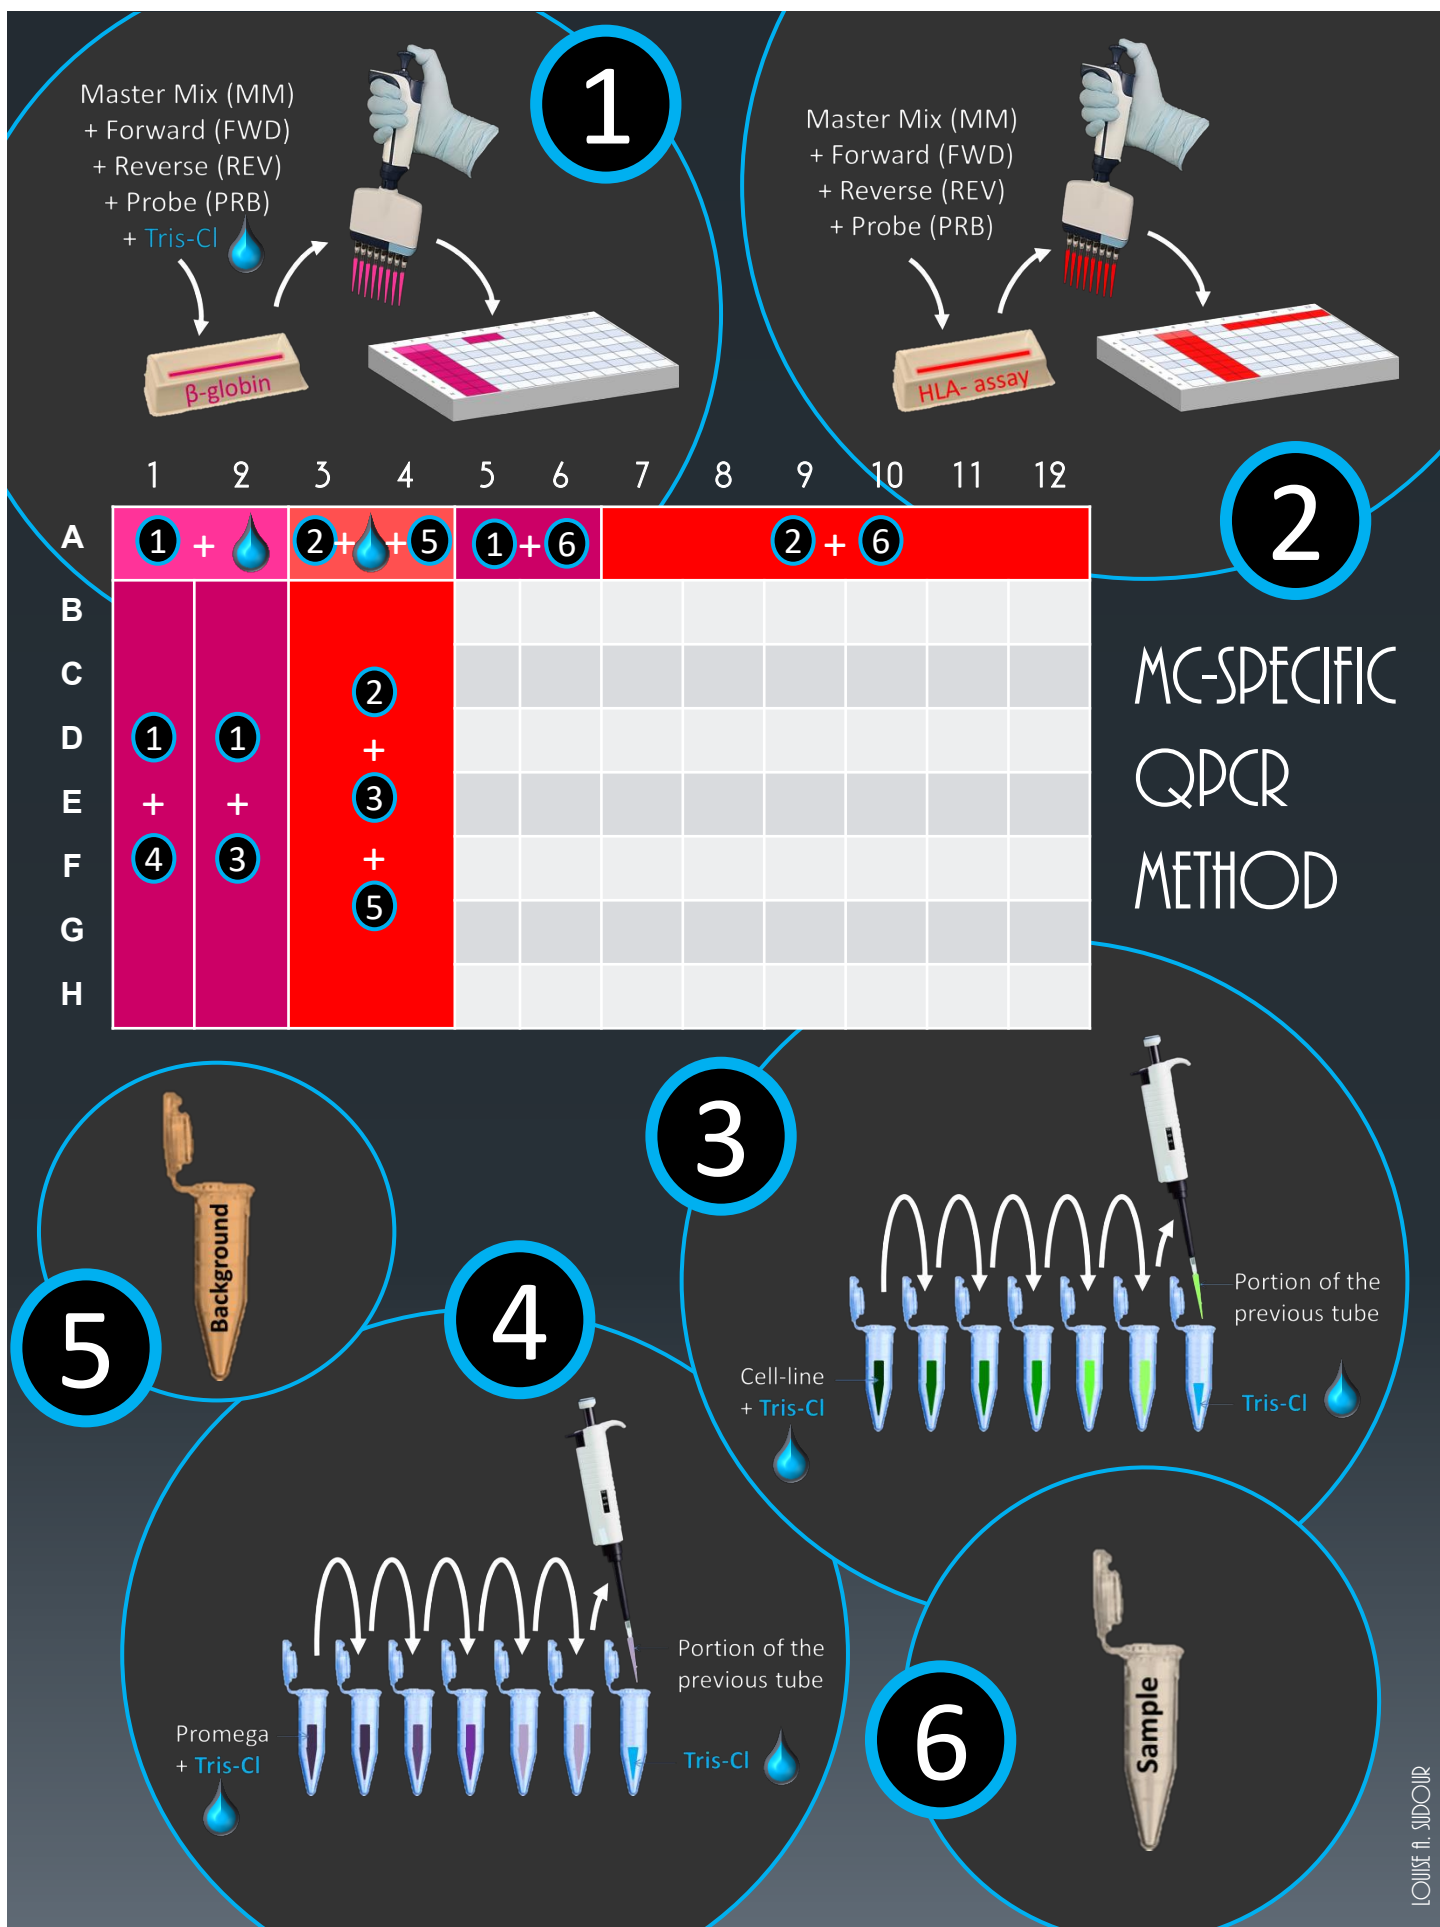 1
Master Mix (MM)
+ Forward (FWD)
+ Reverse (REV)
+ Probe (PRB)
+ Tris-Cl
β-globin
Master Mix (MM)
+ Forward (FWD)
+ Reverse (REV)
+ Probe (PRB)
HLA- assay
2
1 2 3 4 5 6 7 8 9 10 11 12
A 1 + 2 + + 5 1 + 6 2 + 6
B
C 2
D 1 1 +
E + + 3
F 4 3 +
G 5
H
MC-SPECIFIC
QPCR
METHOD
3
Portion of the
previous tube
Cell-line
+ Tris-Cl
Tris-Cl
5
Background
4
Portion of the
previous tube
Promega
+ Tris-Cl
Tris-Cl
6
Sample
LOUISE A. SUDOUR